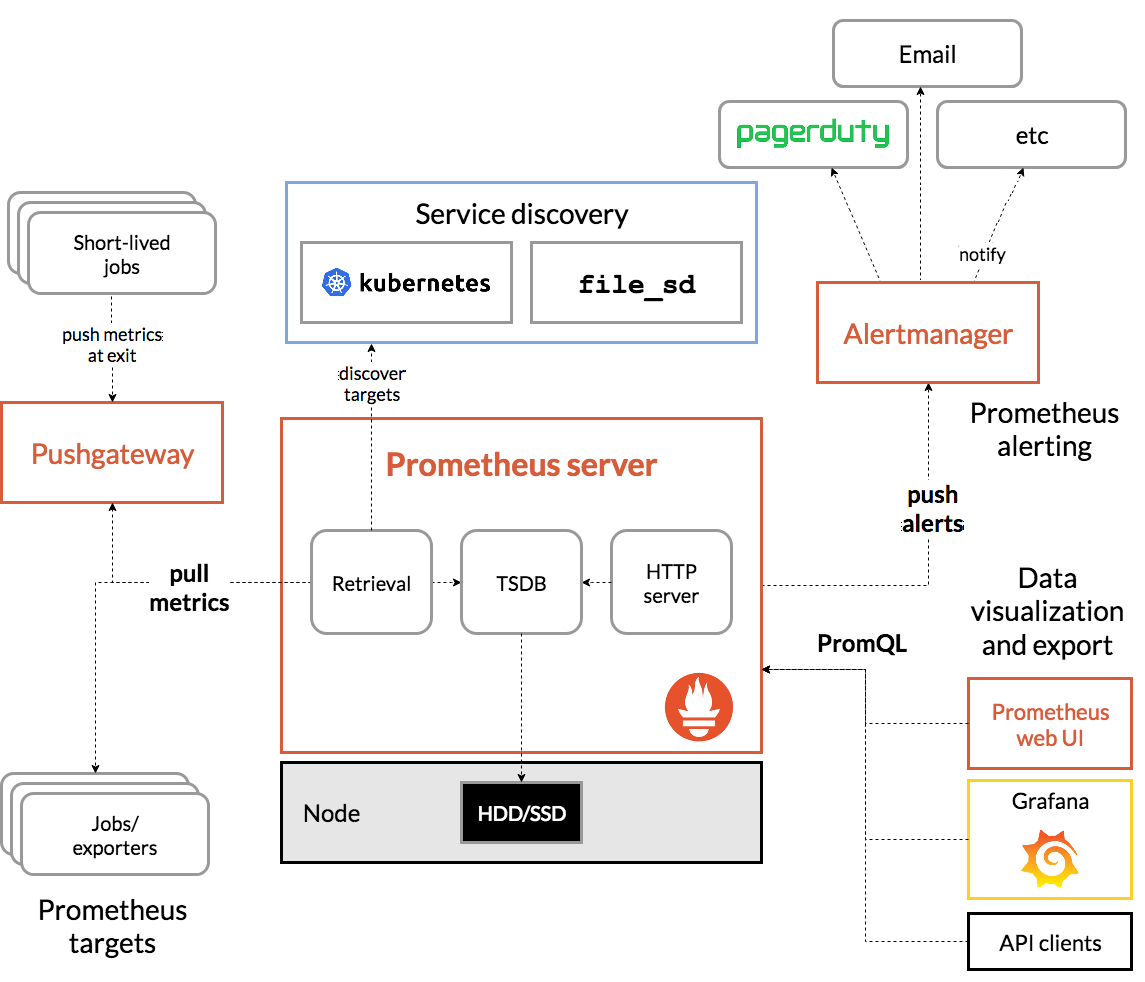 Email
pagerduty
etc
Service discovery
kubernetes
file_sd
Short-lived
jobs
notify
push metrics
at exit
Alertmanager
discover
targets
Prometheus
alerting
Pushgateway
Prometheus server
push
alerts
pull
metrics
Retrieval
TSDB
HTTP
server
Data
visualization
and export
PromQL
Prometheus
web UI
Node
HDD/SSD
Grafana
Jobs/
exporters
Prometheus
targets
API clients